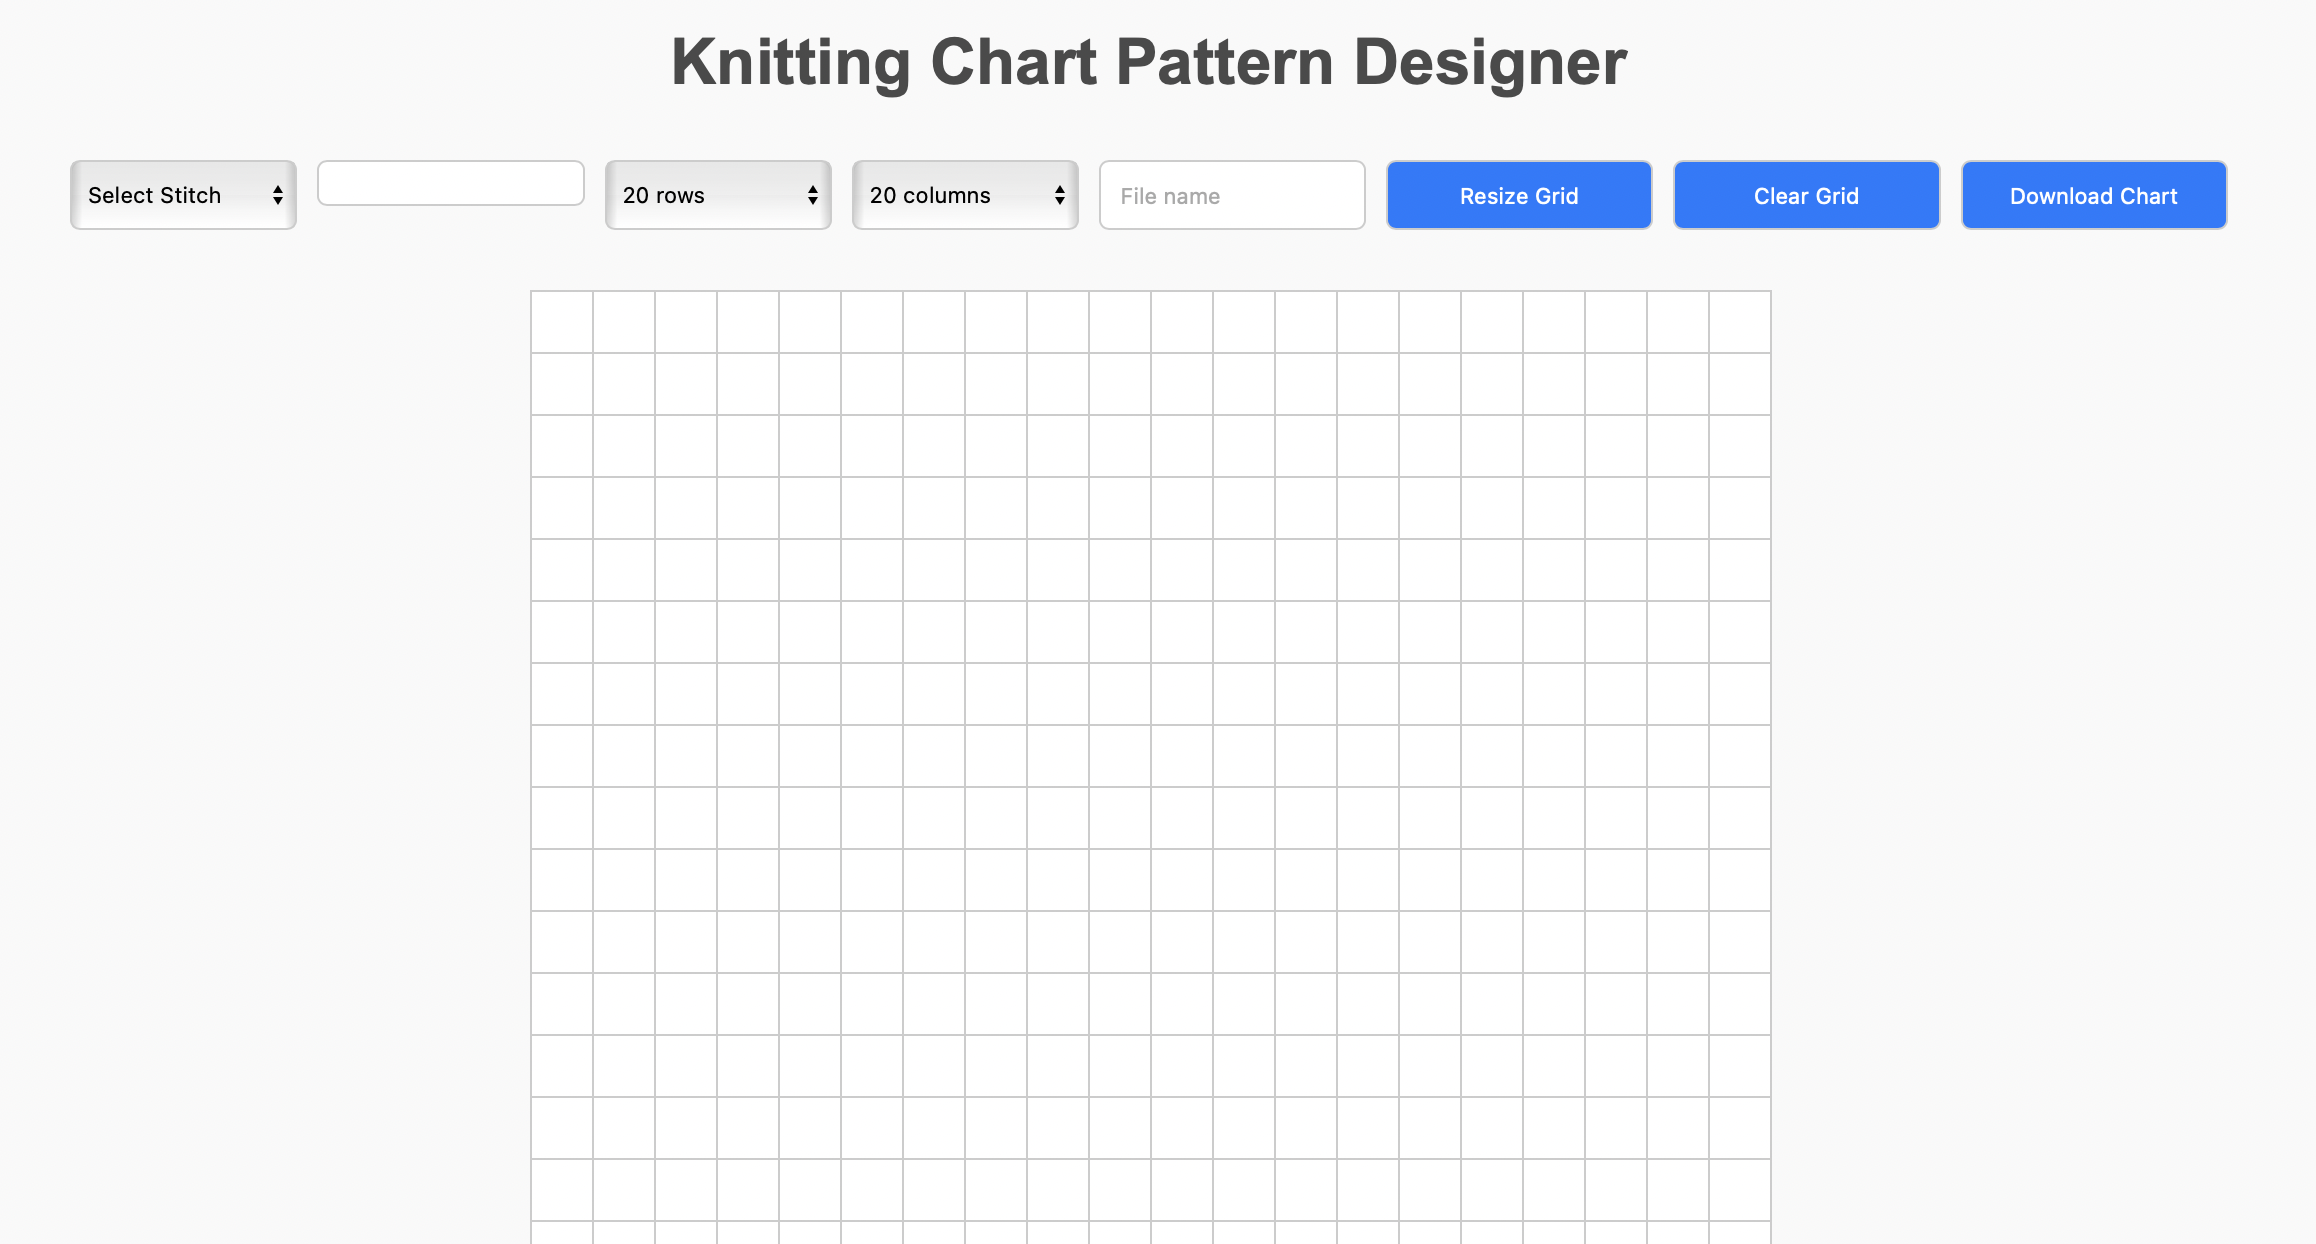 Knitting Chart Pattern Designer
Select Stitch
20 rows
20 columns
File name
Resize Grid
Clear Grid
Download Chart